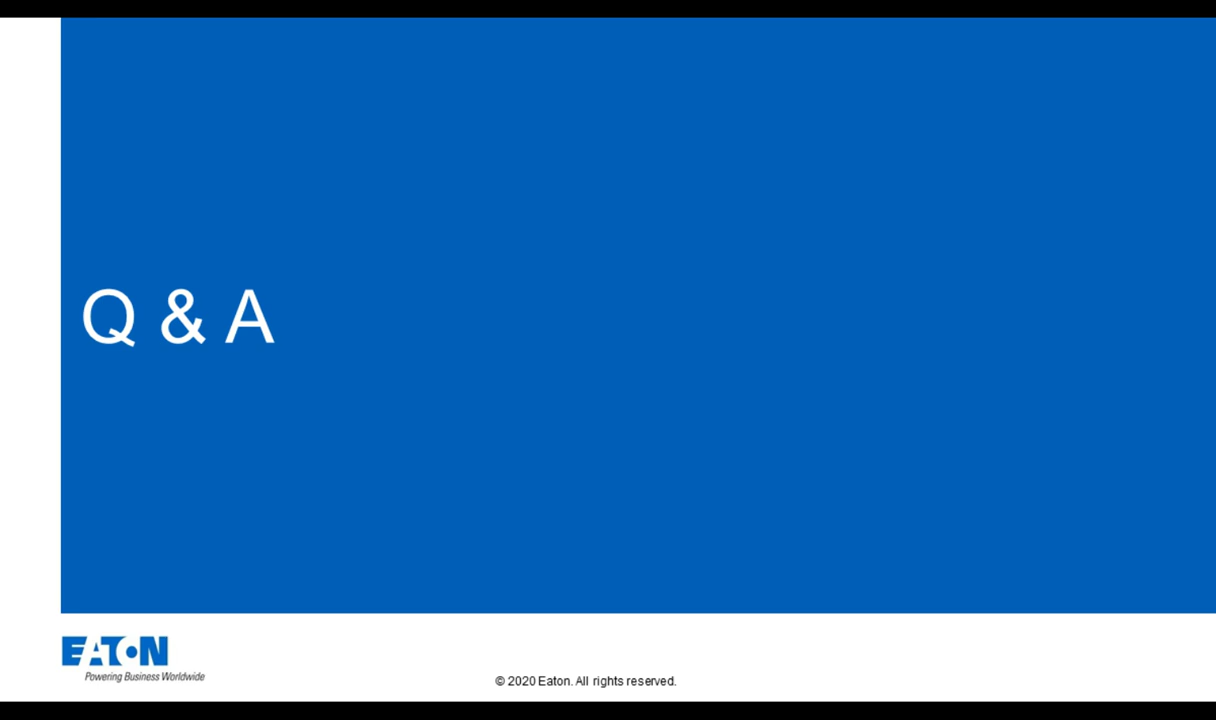 Q & A
EATON
Powering Business Worldwide
© 2020 Eaton. All rights reserved.